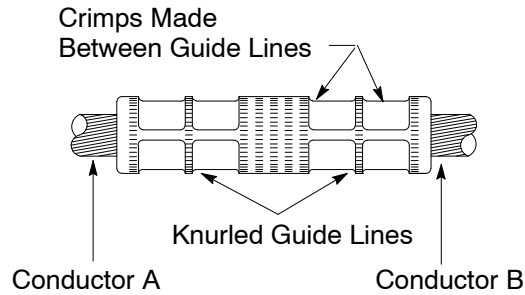 Crimps Made
Between Guide Lines
Knurled Guide Lines
Conductor A
Conductor B